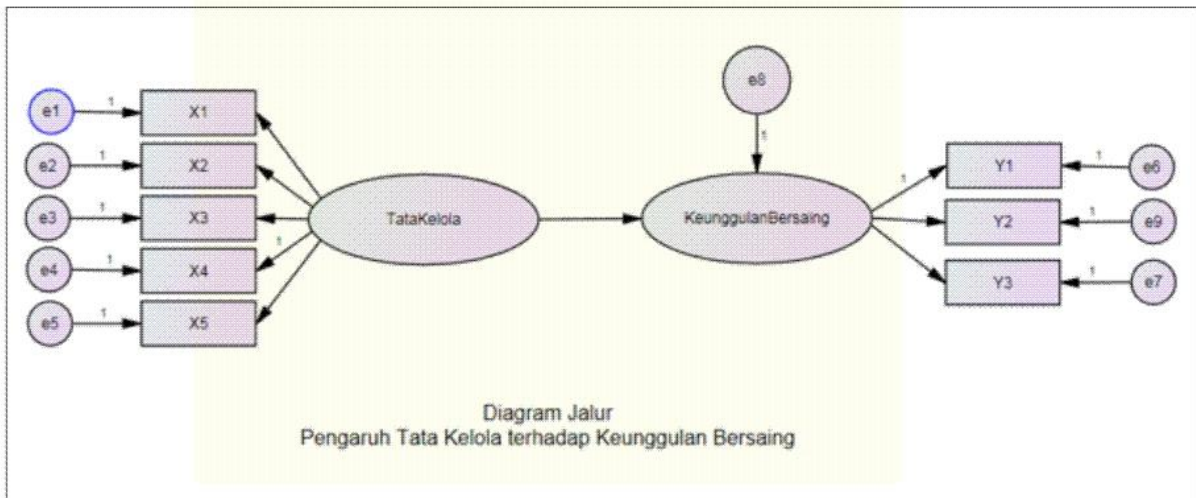 e8
1
e1
1
X1
e2
1
X2
e3
1
X3
e4
1
X4
e5
1
X5
1
TataKelola
KeunggulanBersaing
1
Y1
1
e6
Y2
1
e9
Y3
1
e7
Diagram Jalur
Pengaruh Tata Kelola terhadap Keunggulan Bersaing